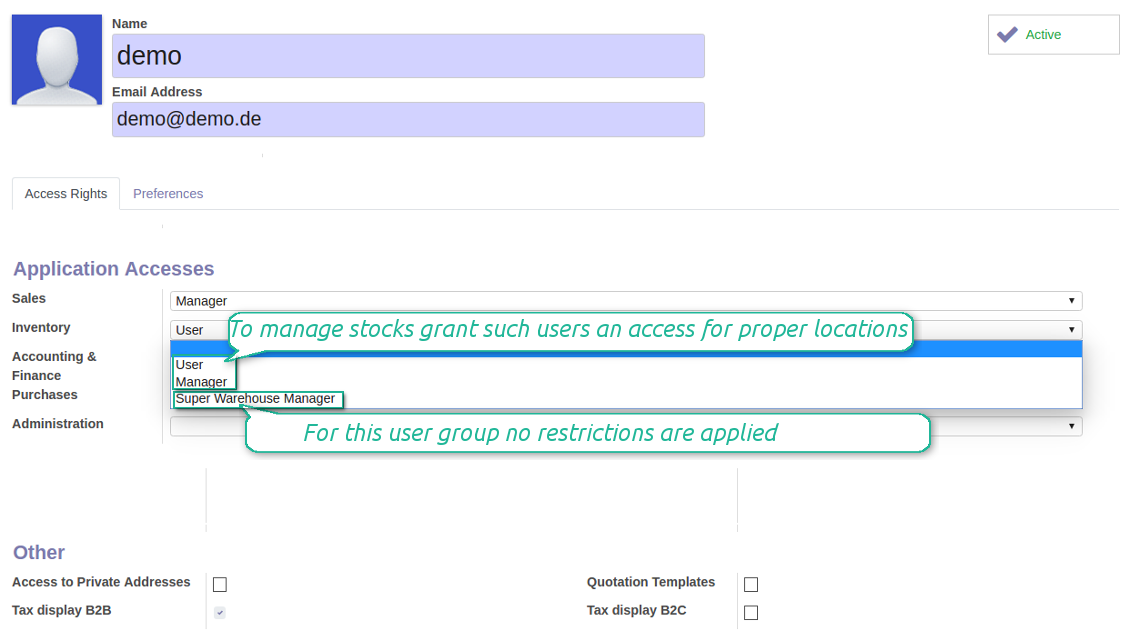 Name
demo
Active
Email Address
demo@demo.de
Access Rights
Preferences
Application Accesses
Sales
Manager
Inventory
User
To manage stocks grant such users an access for proper locations
Accounting &
Finance
User
Manager
Purchases
Super Warehouse Manager
Administration
For this user group no restrictions are applied
Other
Access to Private Addresses
Quotation Templates
Tax display B2B
Tax display B2C